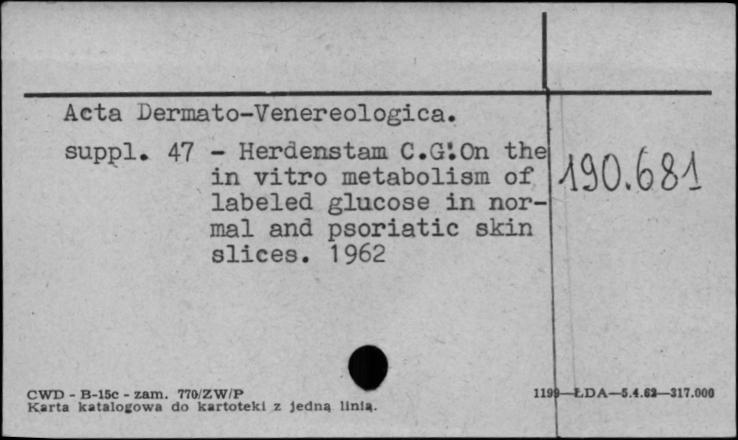 Acta Dermato-Venereologica.
suppl. 47 - Herdenstam C.G:On the
in vitro metabolism of
labeled glucose in nor-
mal and psoriatic skin
slices. 1962
190.681
CWD - B-15c - zam. 770/ZW/P
Karta katalogowa do kartoteki z jedną linią.
1199—ŁDA—5.4.62—317.000